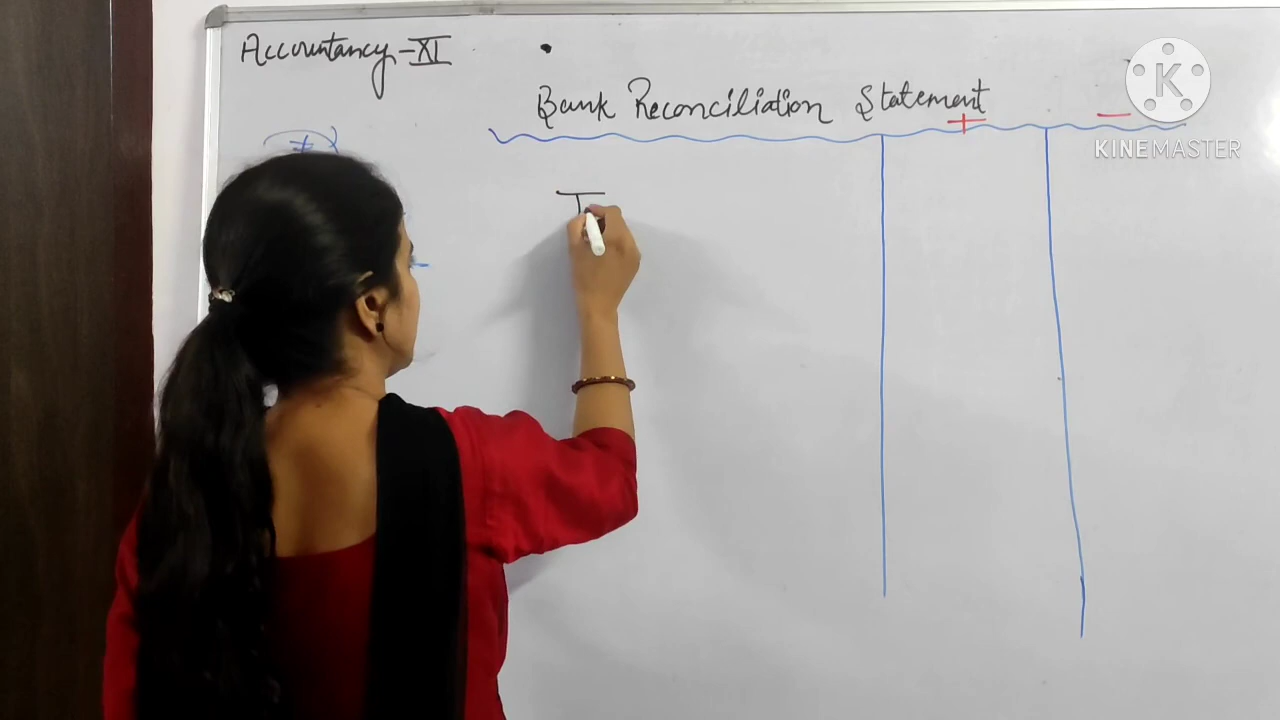 Accountancy-XI
Bank Reconciliation Statement
+ −
K
KINEMASTER
T